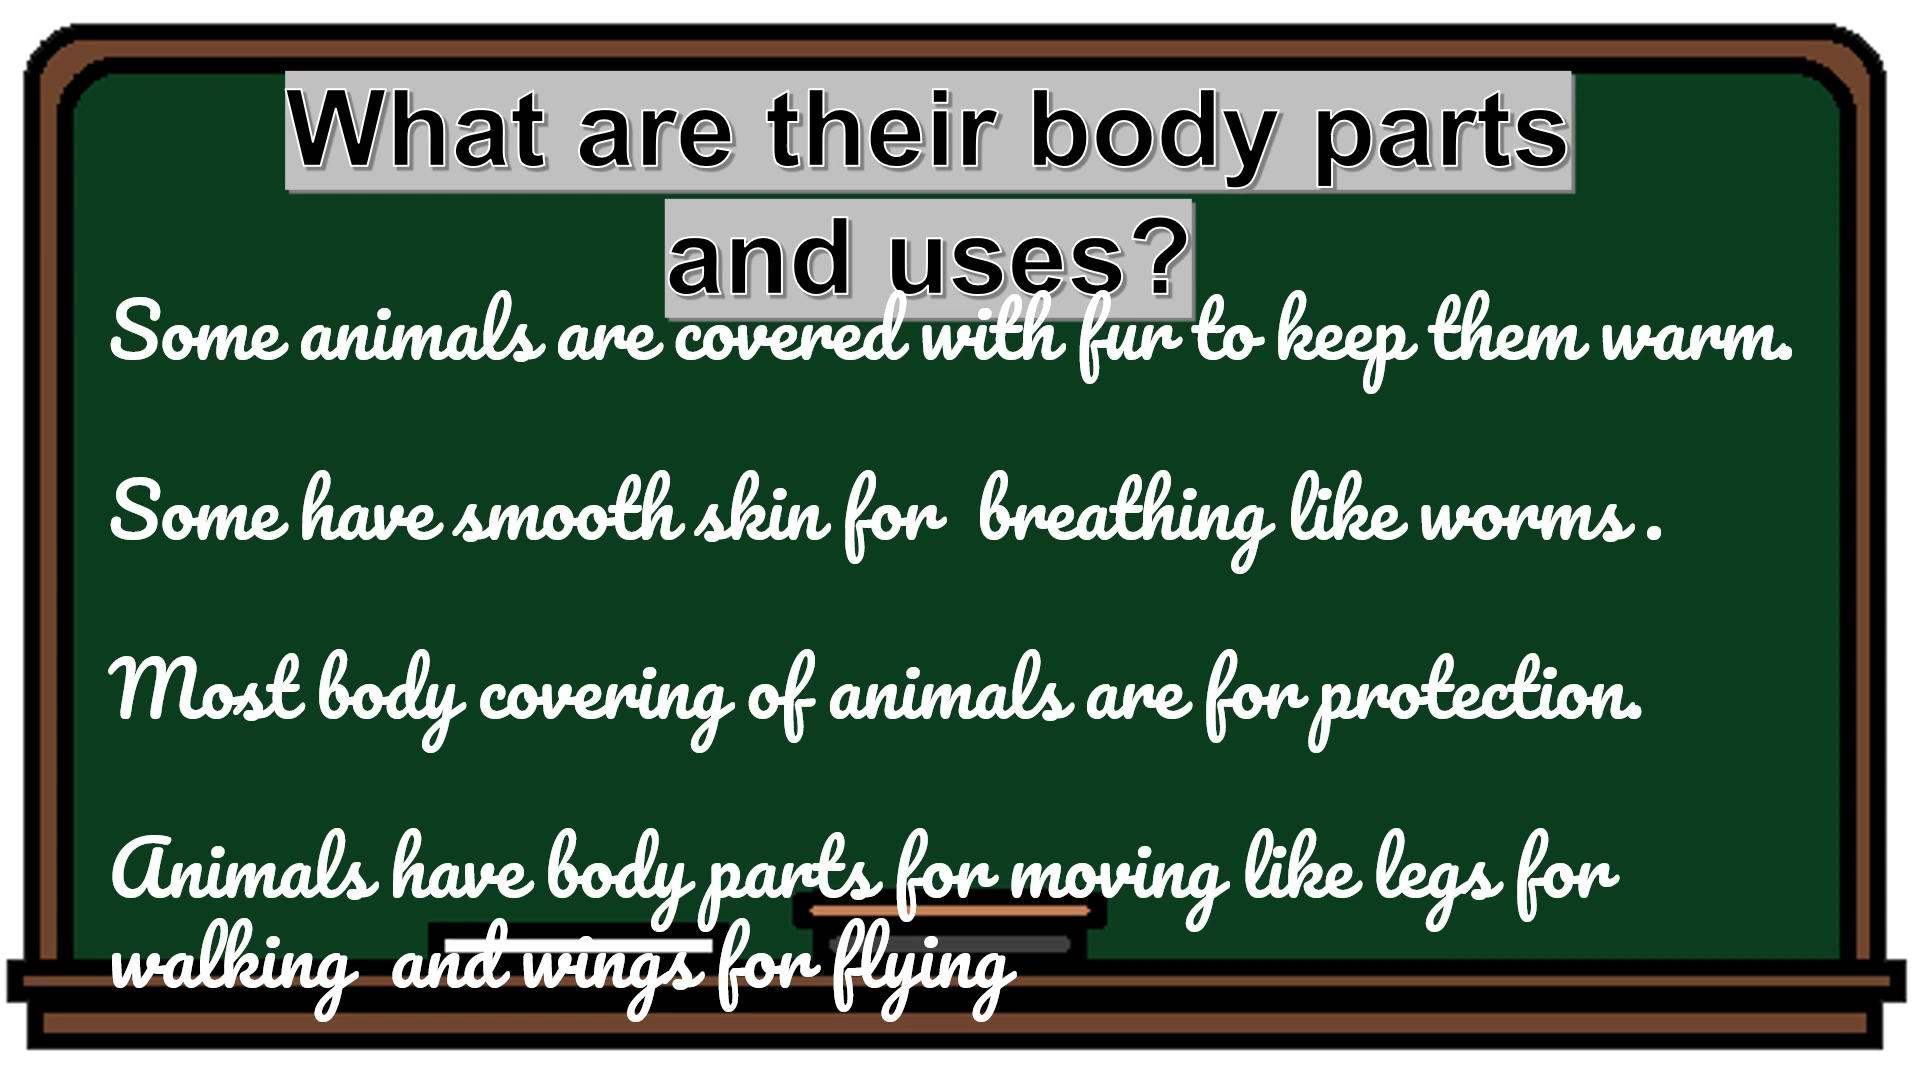 What are their body parts
and uses?
Some animals are covered with fur to keep them warm.
Some have smooth skin for  breathing like worms .
Most body covering of animals are for protection.
Animals have body parts for moving like legs for
walking  and wings for flying